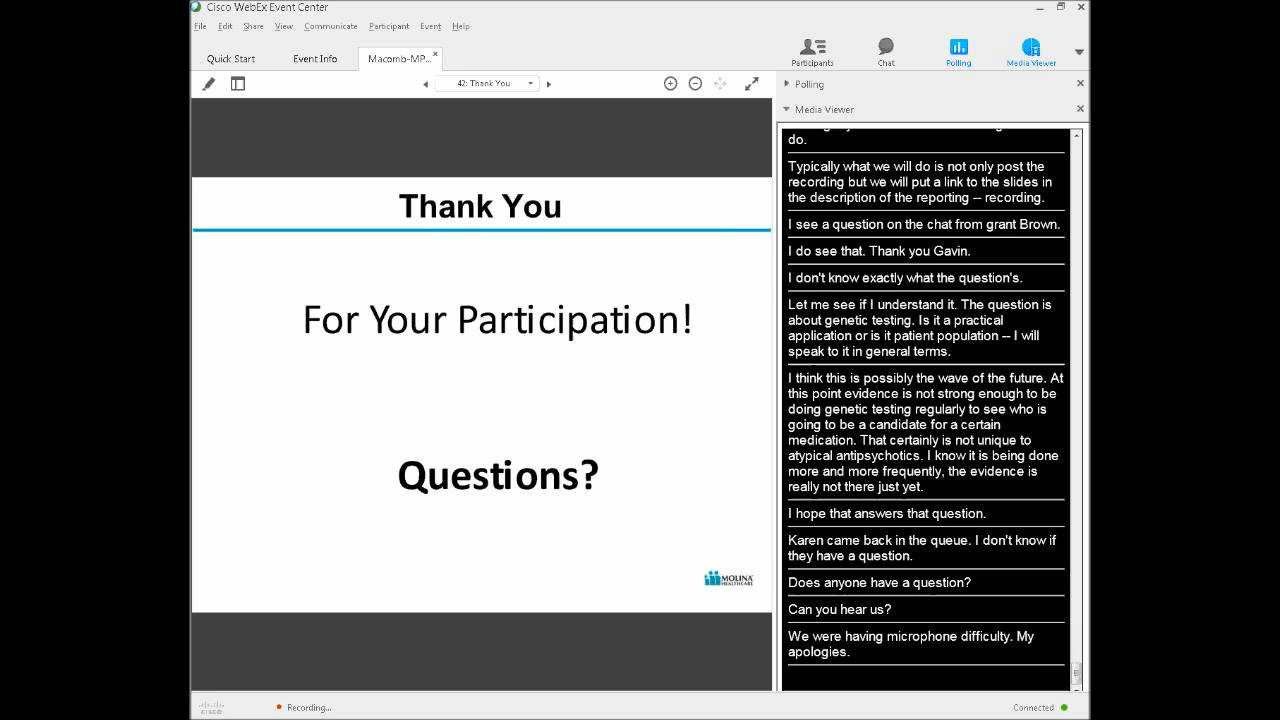 Cisco WebEx Event Center
File Edit Share View Communicate Participant Event Help
Quick Start Event Info Macomb-MP...
Participants Chat Polling Media Viewer
42: Thank You
Thank You
For Your Participation!
Questions?
MOLINA
HEALTHCARE
Polling
Media Viewer
do.
Typically what we will do is not only post the
recording but we will put a link to the slides in
the description of the reporting -- recording.
I see a question on the chat from grant Brown.
I do see that. Thank you Gavin.
I don't know exactly what the question's.
Let me see if I understand it. The question is
about genetic testing. Is it a practical
application or is it patient population -- I will
speak to it in general terms.
I think this is possibly the wave of the future. At
this point evidence is not strong enough to be
doing genetic testing regularly to see who is
going to be a candidate for a certain
medication. That certainly is not unique to
atypical antipsychotics. I know it is being done
more and more frequently, the evidence is
really not there just yet.
I hope that answers that question.
Karen came back in the queue. I don't know if
they have a question.
Does anyone have a question?
Can you hear us?
We were having microphone difficulty. My
apologies.
cisco
Recording...
Connected